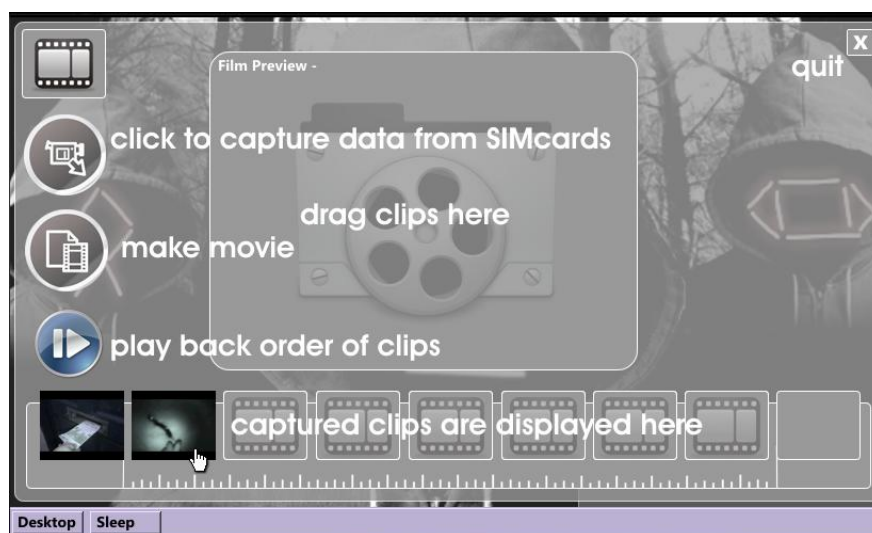 X
quit
Film Preview -
click to capture data from SIMcards
drag clips here
make movie
play back order of clips
captured clips are displayed here
Desktop
Sleep